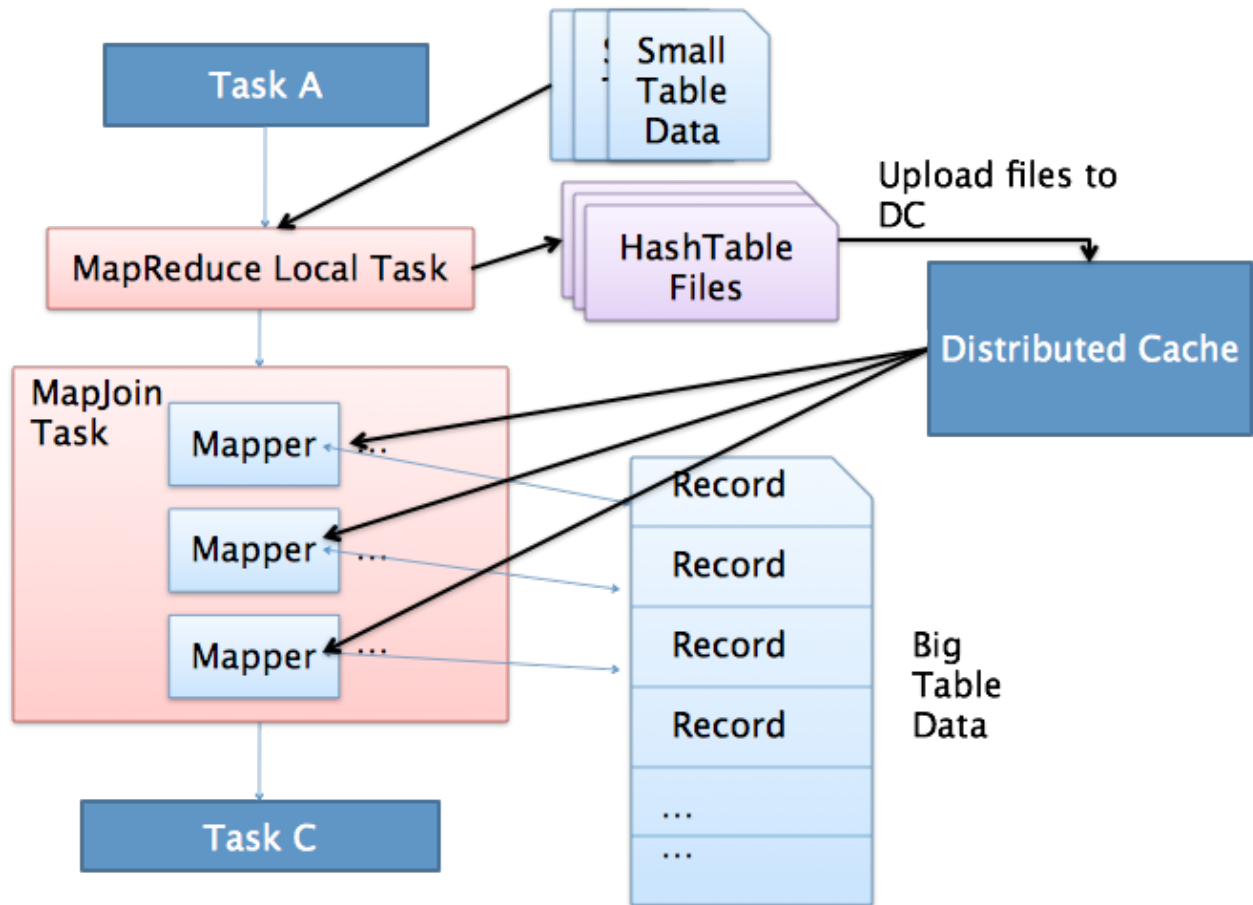 Task A
Small
Table
Data
Upload files to
DC
MapReduce Local Task
HashTable
Files
Distributed Cache
MapJoin
Task
Mapper
...
Mapper
...
Mapper
...
Record
Record
Record
Record
...
...
Big
Table
Data
Task C